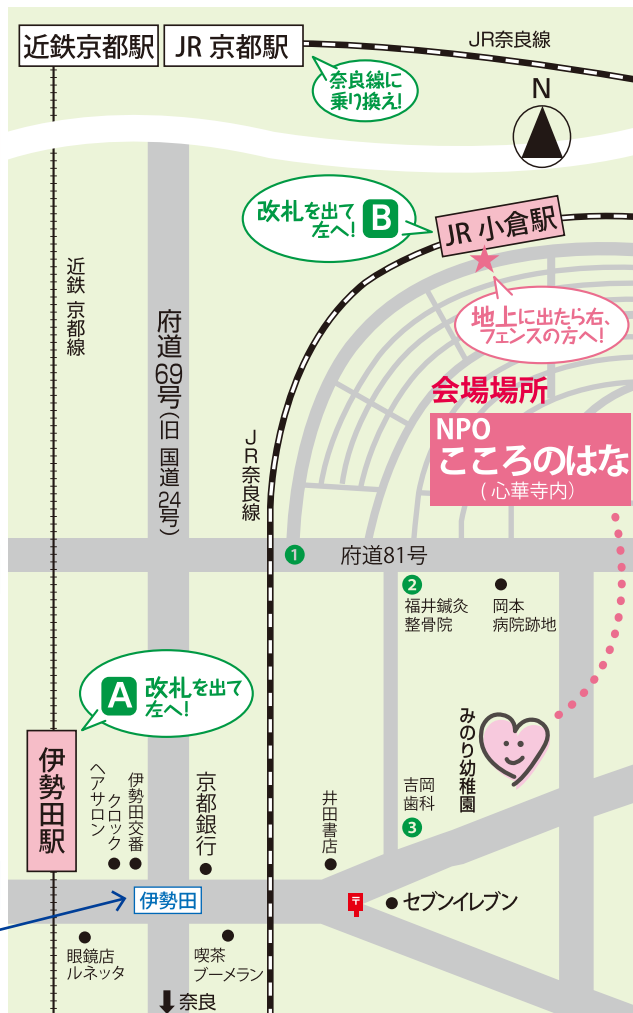 近鉄京都駅
JR 京都駅
JR奈良線
奈良線に
乗り換え!
N
改札を出て
左へ! B
JR 小倉駅
地上に出たら右、
フェンスの方へ!
近鉄 京都線
府道69号(旧 国道24号)
JR奈良線
会場場所
NPO
こころのはな
(心華寺内)
1
府道81号
2
福井鍼灸
整骨院
岡本
病院跡地
A 改札を出て
左へ!
みのり幼稚園
伊勢田駅
ヘアサロン
クロック
伊勢田交番
京都銀行
井田書店
吉岡
歯科
3
伊勢田
〒
セブンイレブン
眼鏡店
ルネッタ
喫茶
ブーメラン
奈良